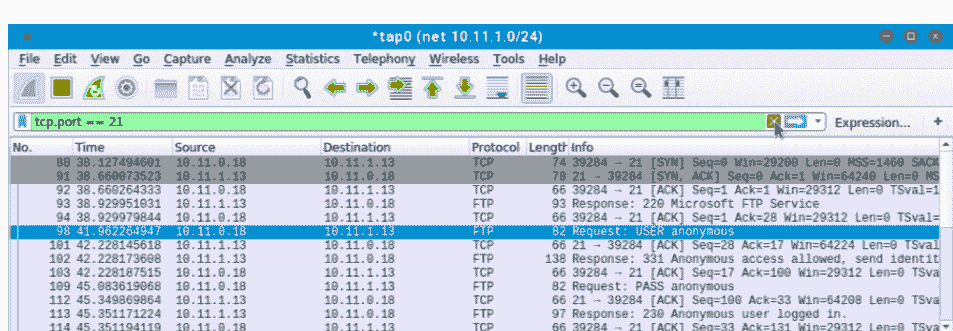 *tap0 (net 10.11.1.0/24)
File Edit View Go Capture Analyze Statistics Telephony Wireless Tools Help
tcp.port == 21 Expression... +
No. Time Source Destination Protocol Length Info
88 38.127494601 10.11.0.18 10.11.1.13 TCP 74 39284 → 21 [SYN] Seq=0 Win=29200 Len=0 MSS=1460 SACK
91 38.660073523 10.11.1.13 10.11.0.18 TCP 78 21 → 39284 [SYN, ACK] Seq=0 Ack=1 Win=64240 Len=0 MS
92 38.660264333 10.11.0.18 10.11.1.13 TCP 66 39284 → 21 [ACK] Seq=1 Ack=1 Win=29312 Len=0 TSval=1
93 38.929951031 10.11.1.13 10.11.0.18 FTP 93 Response: 220 Microsoft FTP Service
94 38.929979844 10.11.0.18 10.11.1.13 TCP 66 39284 → 21 [ACK] Seq=1 Ack=28 Win=29312 Len=0 TSval=
98 41.962264947 10.11.0.18 10.11.1.13 FTP 82 Request: USER anonymous
101 42.228145618 10.11.1.13 10.11.0.18 TCP 66 21 → 39284 [ACK] Seq=28 Ack=17 Win=64224 Len=0 TSval
102 42.228173608 10.11.1.13 10.11.0.18 FTP 138 Response: 331 Anonymous access allowed, send identit
103 42.228187515 10.11.0.18 10.11.1.13 TCP 66 39284 → 21 [ACK] Seq=17 Ack=100 Win=29312 Len=0 TSva
109 45.083619068 10.11.0.18 10.11.1.13 FTP 82 Request: PASS anonymous
112 45.349869864 10.11.1.13 10.11.0.18 TCP 66 21 → 39284 [ACK] Seq=100 Ack=33 Win=64208 Len=0 TSva
113 45.351171224 10.11.1.13 10.11.0.18 FTP 97 Response: 230 Anonymous user logged in.
114 45.351194119 10.11.0.18 10.11.1.13 TCP 66 39284 → 21 [ACK] Seq=33 Ack=131 Win=29312 Len=0 TSva